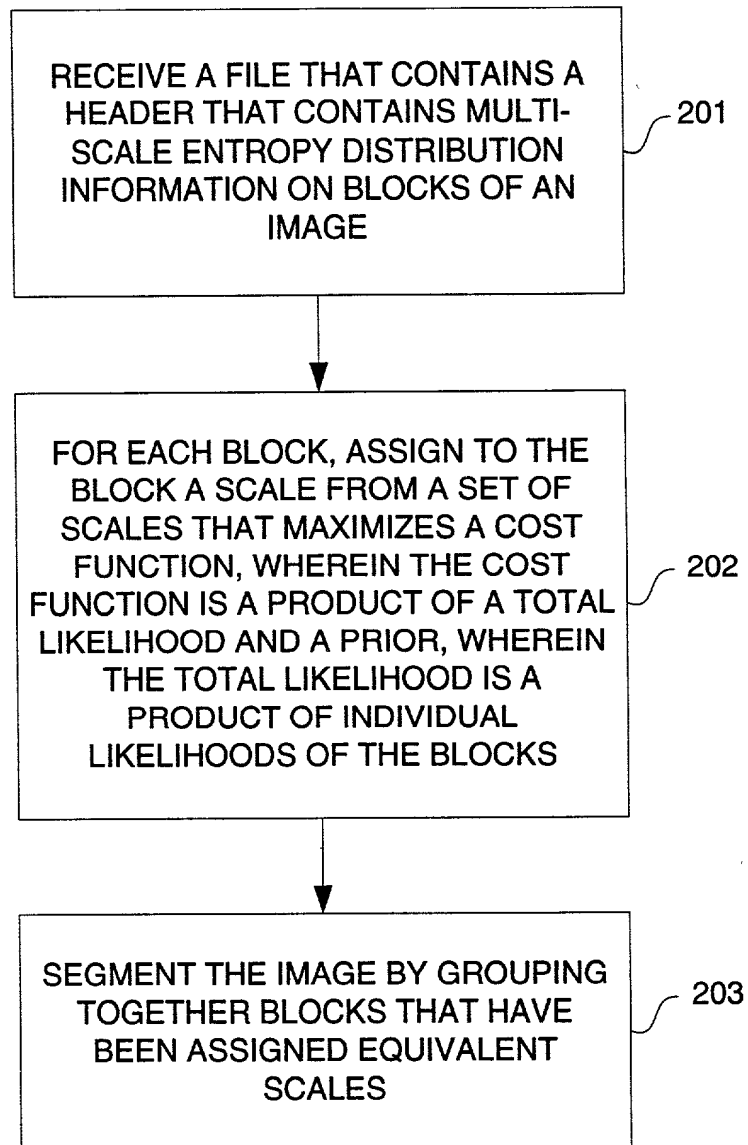 RECEIVE A FILE THAT CONTAINS A
HEADER THAT CONTAINS MULTI-
SCALE ENTROPY DISTRIBUTION
INFORMATION ON BLOCKS OF AN
IMAGE
201
FOR EACH BLOCK, ASSIGN TO THE
BLOCK A SCALE FROM A SET OF
SCALES THAT MAXIMIZES A COST
FUNCTION, WHEREIN THE COST
FUNCTION IS A PRODUCT OF A TOTAL
LIKELIHOOD AND A PRIOR, WHEREIN
THE TOTAL LIKELIHOOD IS A
PRODUCT OF INDIVIDUAL
LIKELIHOODS OF THE BLOCKS
202
SEGMENT THE IMAGE BY GROUPING
TOGETHER BLOCKS THAT HAVE
BEEN ASSIGNED EQUIVALENT
SCALES
203